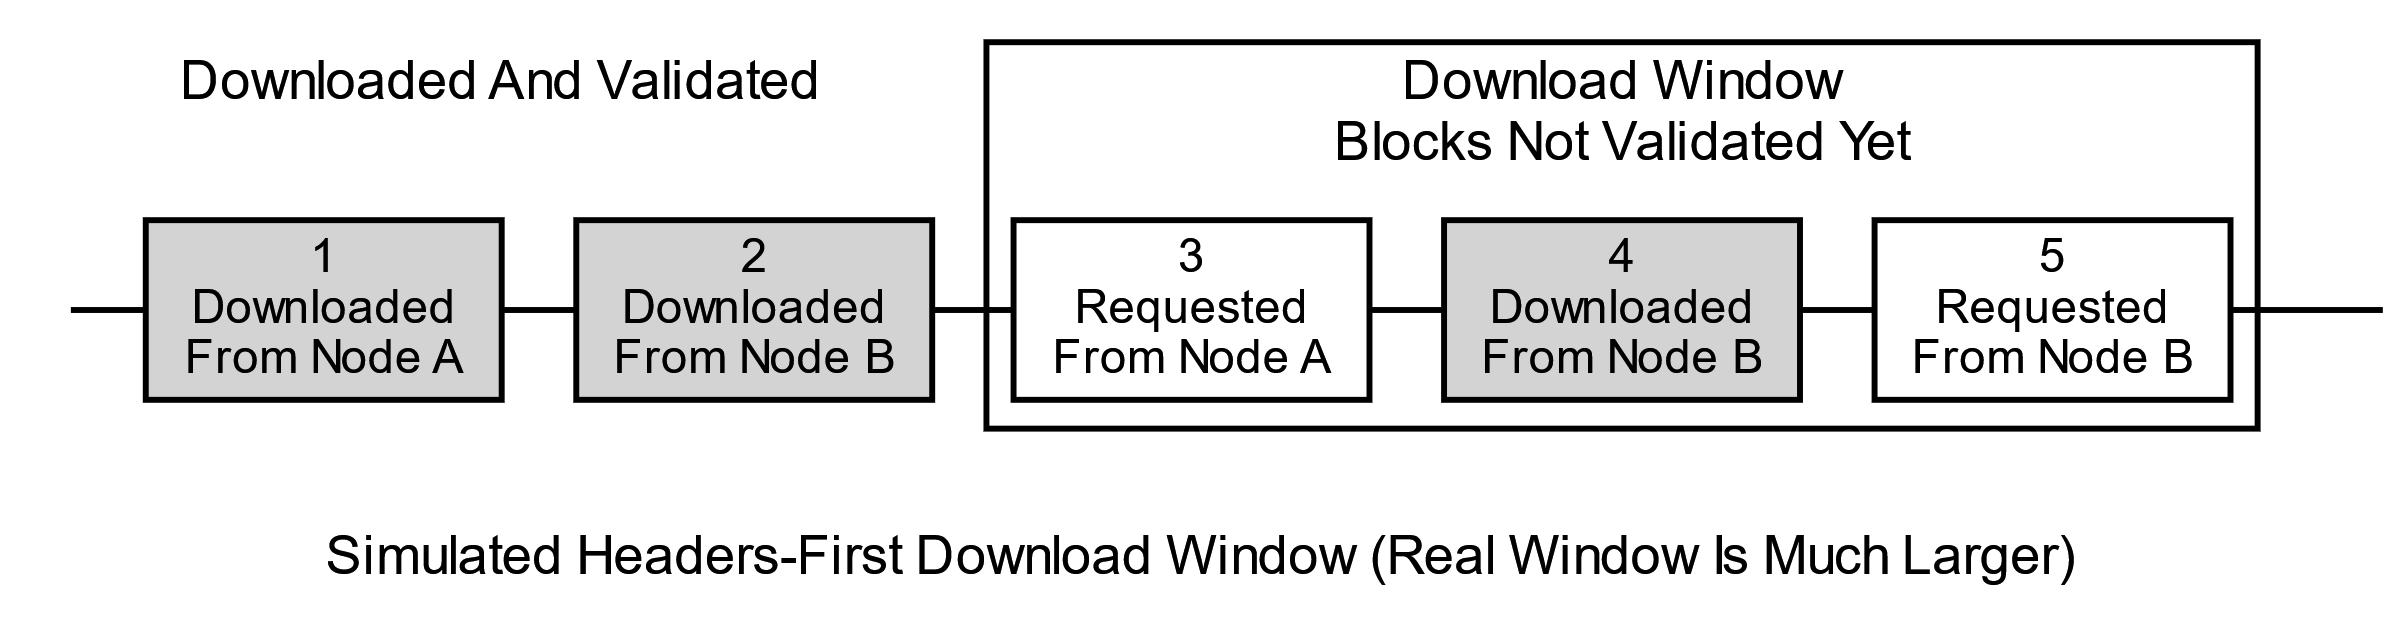 Downloaded And Validated
Download Window
Blocks Not Validated Yet
1
Downloaded
From Node A
2
Downloaded
From Node B
3
Requested
From Node A
4
Downloaded
From Node B
5
Requested
From Node B
Simulated Headers-First Download Window (Real Window Is Much Larger)